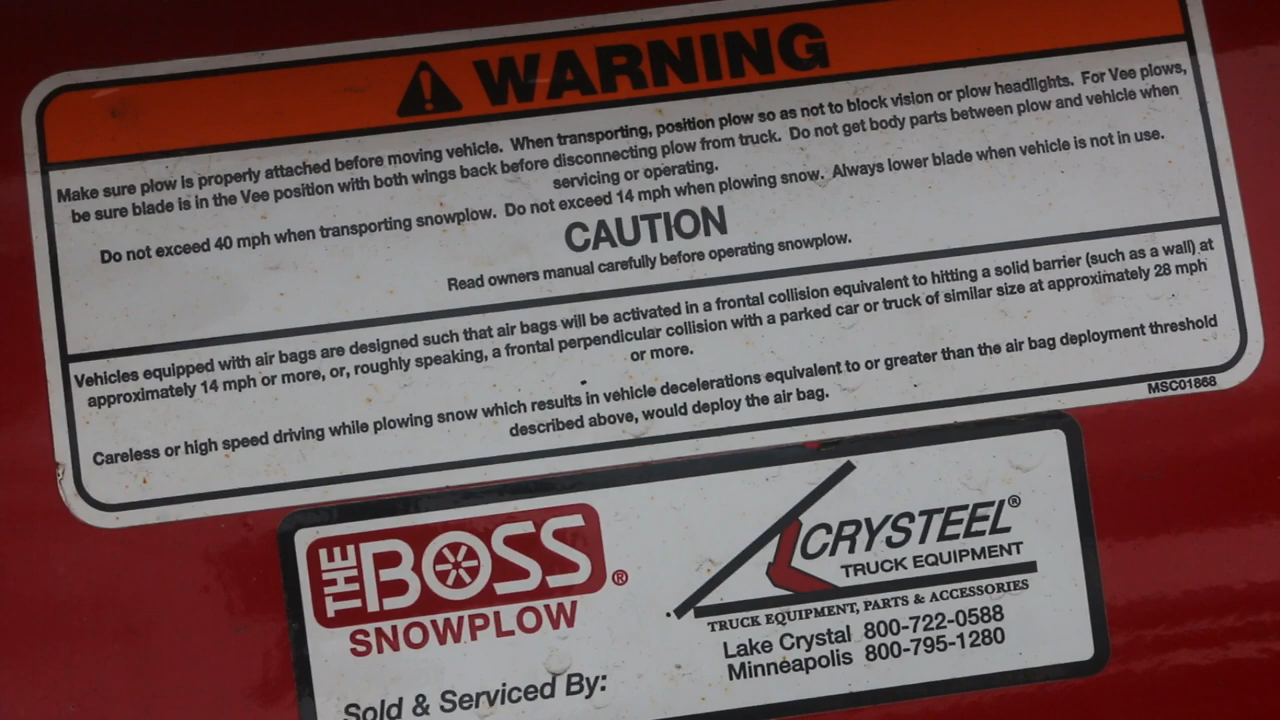 WARNING
Make sure plow is properly attached before moving vehicle. When transporting, position plow so as not to block vision or plow headlights. For Vee plows,
be sure blade is in the Vee position with both wings back before disconnecting plow from truck. Do not get body parts between plow and vehicle when
servicing or operating.
Do not exceed 40 mph when transporting snowplow. Do not exceed 14 mph when plowing snow. Always lower blade when vehicle is not in use.
CAUTION
Read owners manual carefully before operating snowplow.
Vehicles equipped with air bags are designed such that air bags will be activated in a frontal collision equivalent to hitting a solid barrier (such as a wall) at
approximately 14 mph or more, or, roughly speaking, a frontal perpendicular collision with a parked car or truck of similar size at approximately 28 mph
or more.
Careless or high speed driving while plowing snow which results in vehicle decelerations equivalent to or greater than the air bag deployment threshold
described above, would deploy the air bag.
MSC01868
THE BOSS®
SNOWPLOW
Sold & Serviced By:
CRYSTEEL®
TRUCK EQUIPMENT
TRUCK EQUIPMENT, PARTS & ACCESSORIES
Lake Crystal 800-722-0588
Minneapolis 800-795-1280